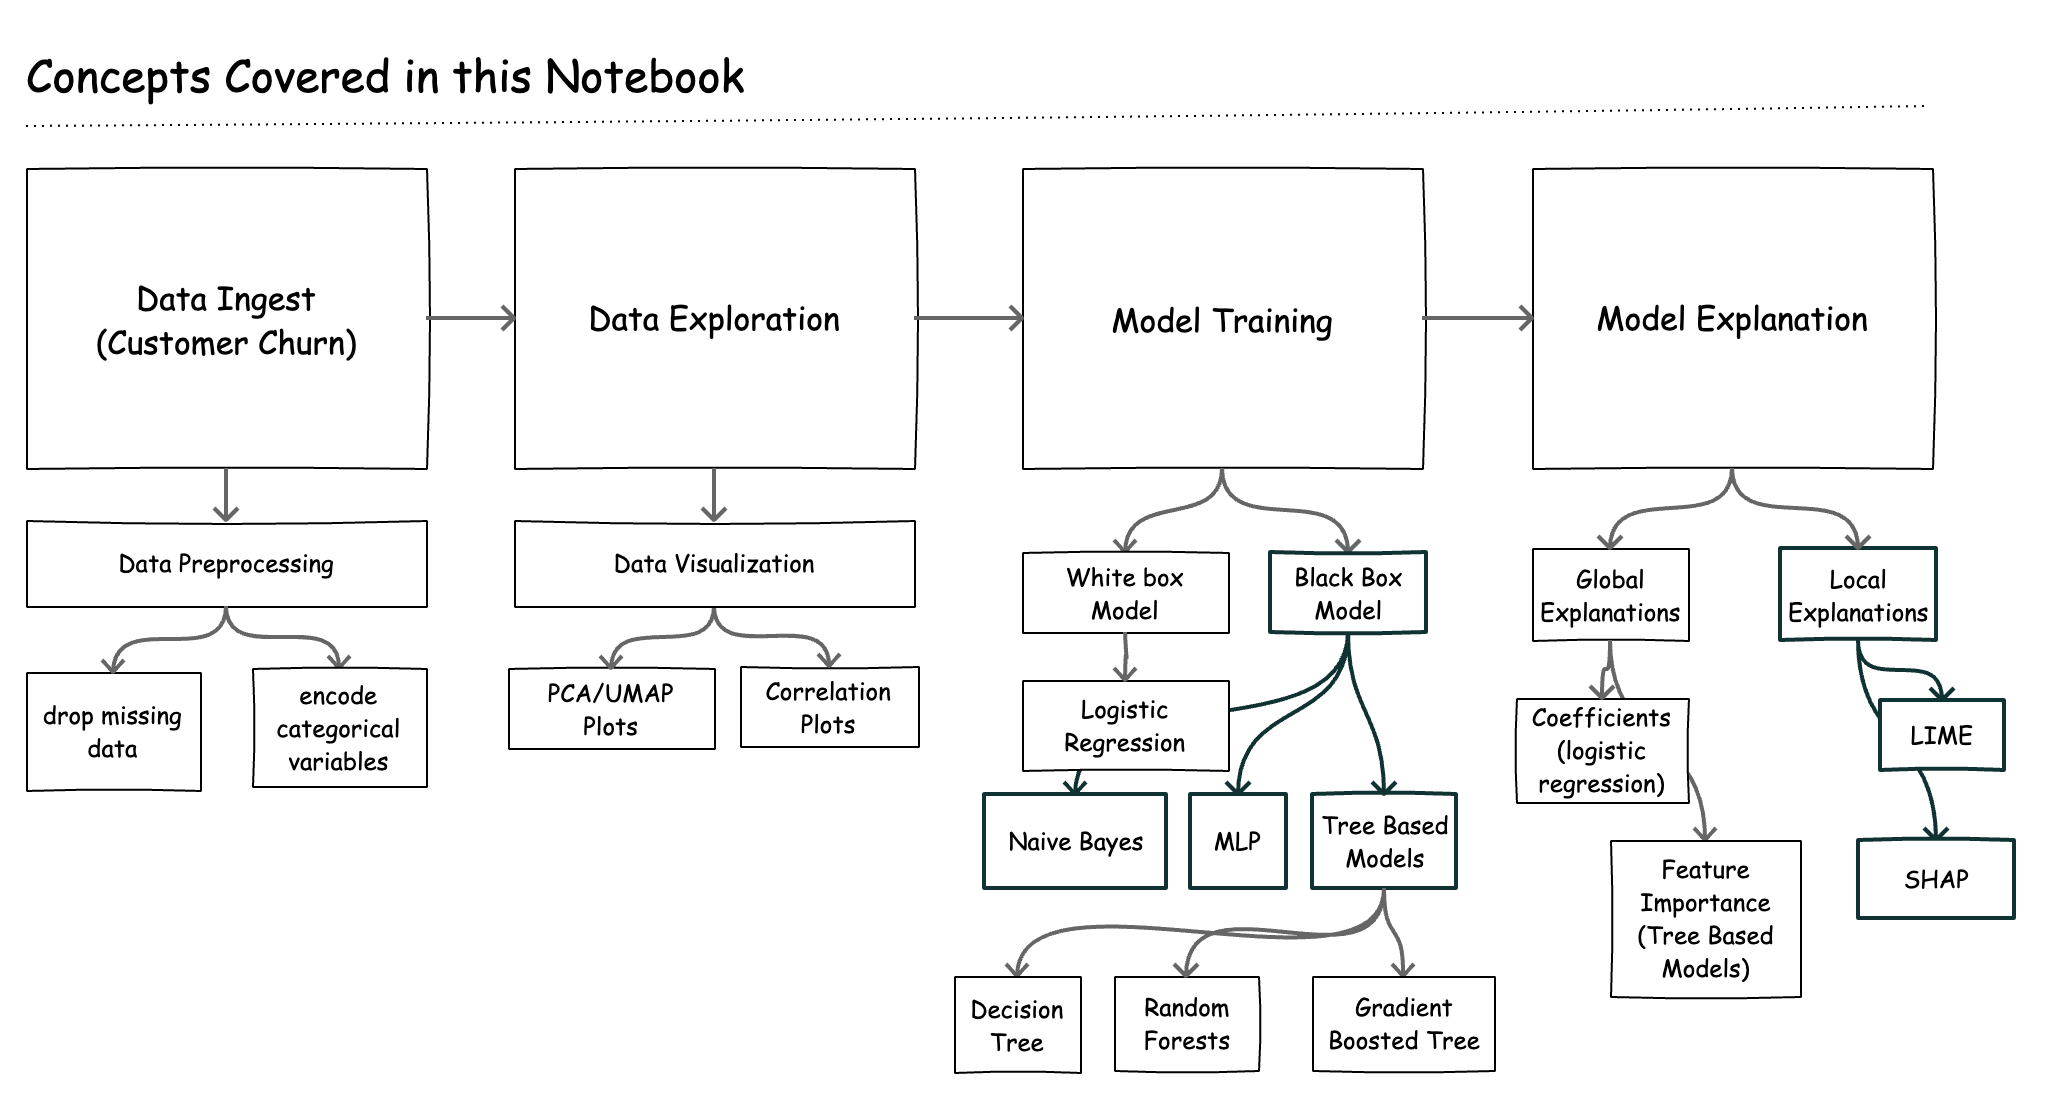 Concepts Covered in this Notebook
Data Ingest
(Customer Churn)
Data Exploration
Model Training
Model Explanation
Data Preprocessing
Data Visualization
White box
Model
Black Box
Model
Global
Explanations
Local
Explanations
drop missing
data
encode
categorical
variables
PCA/UMAP
Plots
Correlation
Plots
Logistic
Regression
Coefficients
(logistic
regression)
LIME
Naive Bayes
MLP
Tree Based
Models
Feature
Importance
(Tree Based
Models)
SHAP
Decision
Tree
Random
Forests
Gradient
Boosted Tree